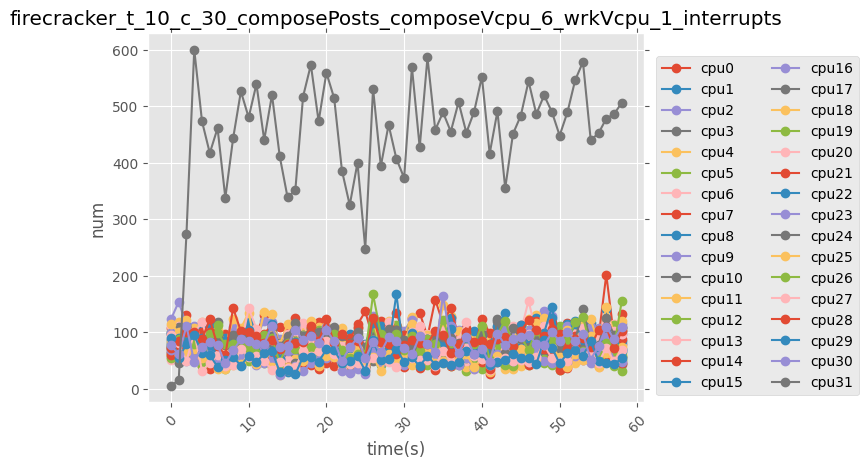 firecracker_t_10_c_30_composePosts_composeVcpu_6_wrkVcpu_1_interrupts
600
500
400
300
200
100
0
num
0
10
20
30
40
50
60
time(s)
cpu0
cpu1
cpu2
cpu3
cpu4
cpu5
cpu6
cpu7
cpu8
cpu9
cpu10
cpu11
cpu12
cpu13
cpu14
cpu15
cpu16
cpu17
cpu18
cpu19
cpu20
cpu21
cpu22
cpu23
cpu24
cpu25
cpu26
cpu27
cpu28
cpu29
cpu30
cpu31